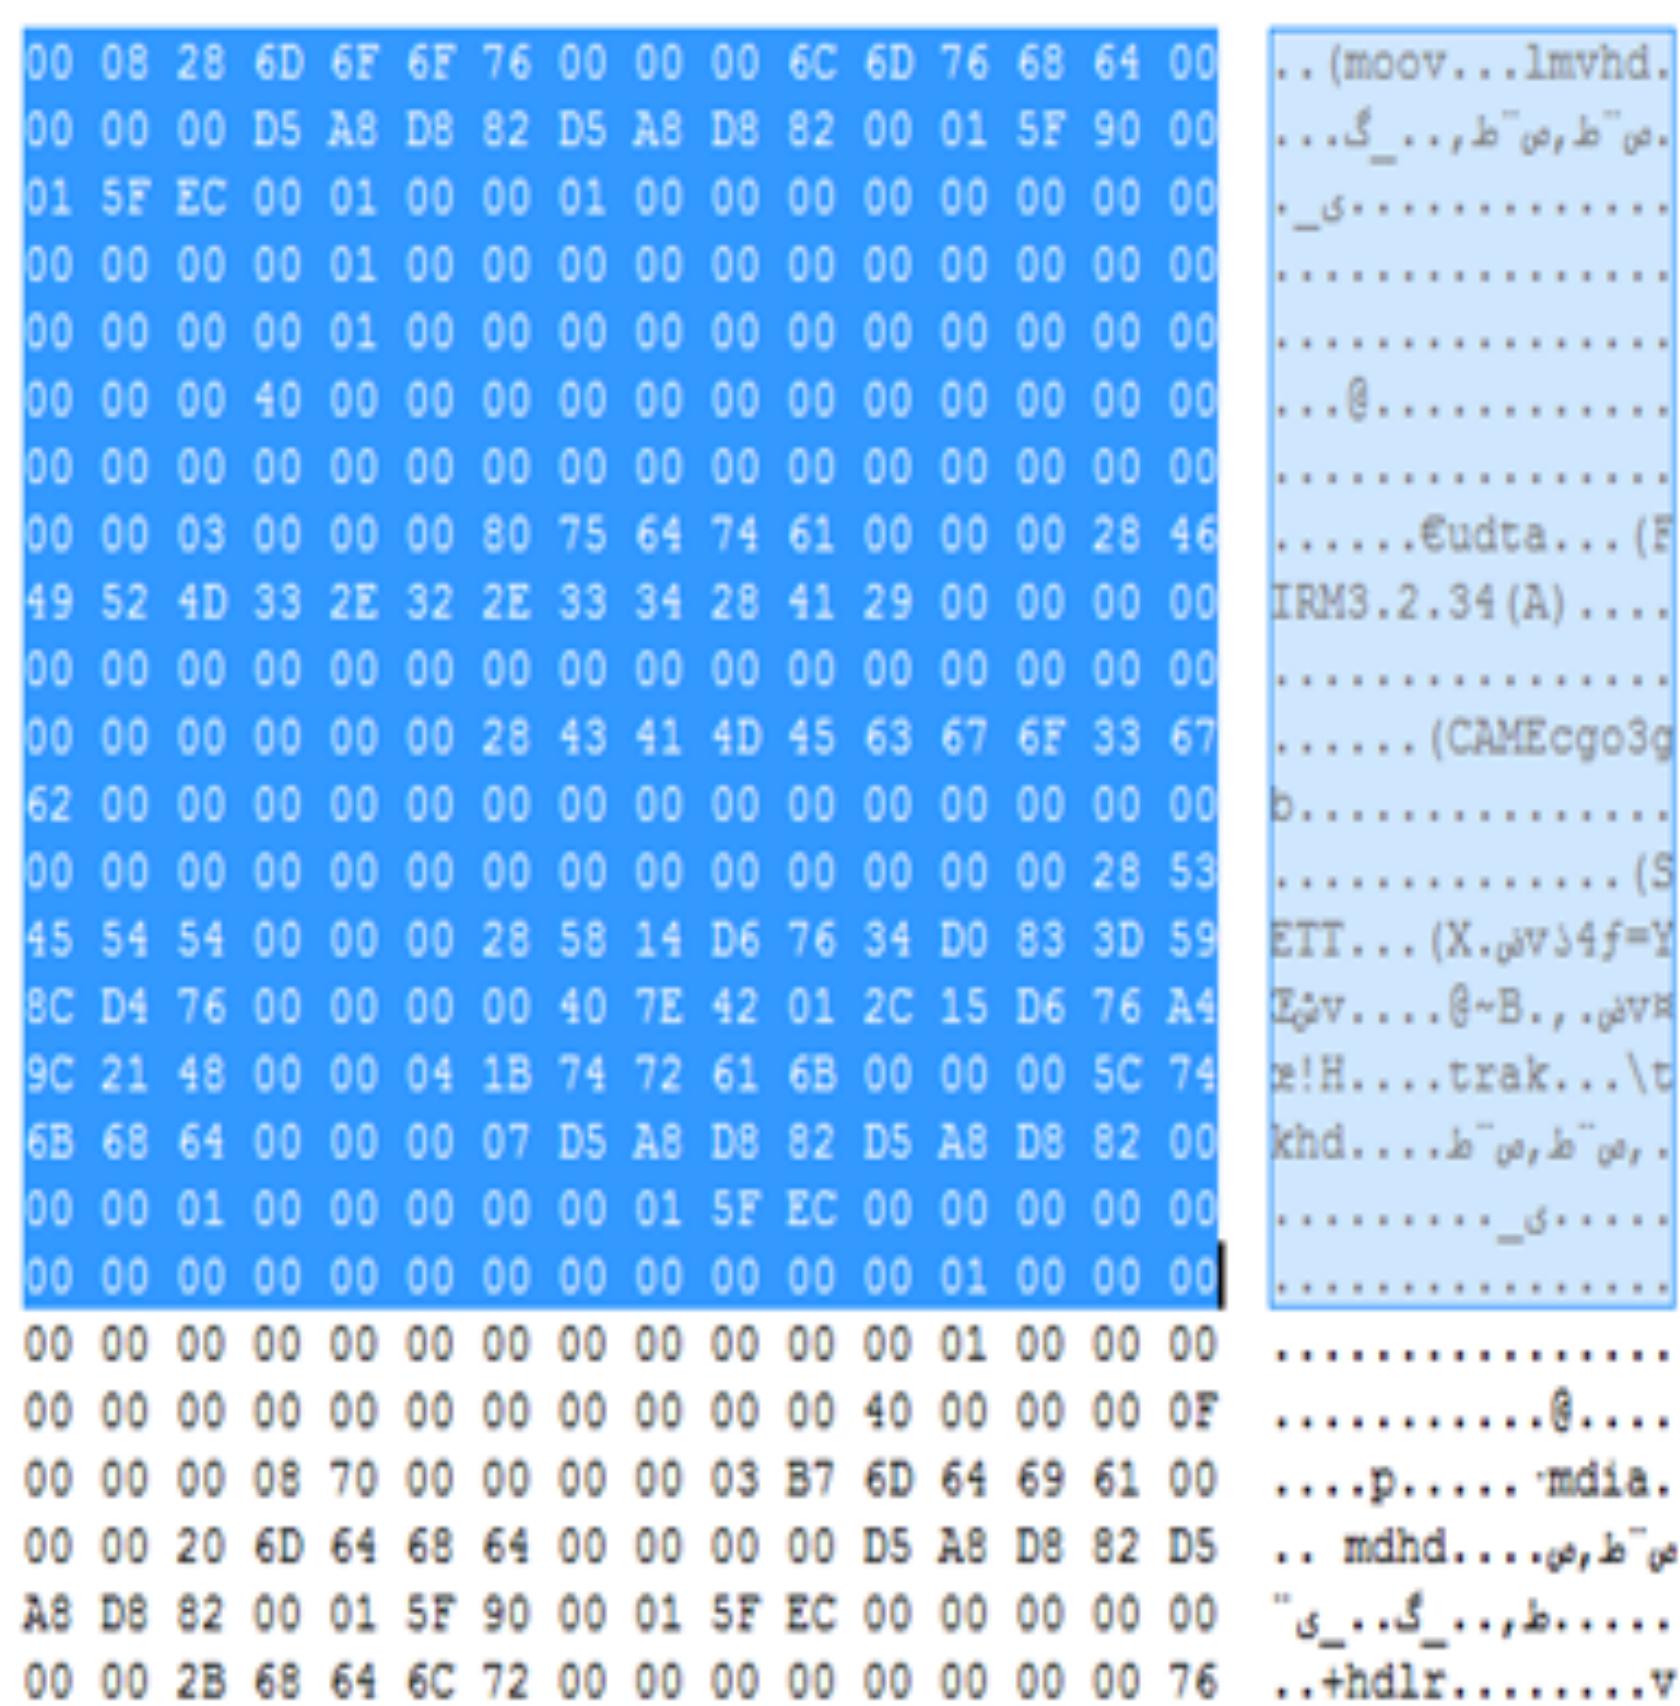 00 08 28 6D 6F 6F 76 00 00 00 6C 6D 76 68 64 00 ..(moov...lmvhd.
00 00 00 D5 A8 D8 82 D5 A8 D8 82 00 01 5F 90 00 ...ص¨ط‚ص¨ط‚.._گ.
01 5F EC 00 01 00 00 01 00 00 00 00 00 00 00 00 ._ى.............
00 00 00 00 01 00 00 00 00 00 00 00 00 00 00 00 ................
00 00 00 00 01 00 00 00 00 00 00 00 00 00 00 00 ................
00 00 00 40 00 00 00 00 00 00 00 00 00 00 00 00 ...@............
00 00 00 00 00 00 00 00 00 00 00 00 00 00 00 00 ................
00 00 03 00 00 00 80 75 64 74 61 00 00 00 28 46 ......€udta...(F
49 52 4D 33 2E 32 2E 33 34 28 41 29 00 00 00 00 IRM3.2.34(A)....
00 00 00 00 00 00 00 00 00 00 00 00 00 00 00 00 ................
00 00 00 00 00 00 28 43 41 4D 45 63 67 6F 33 67 ......(CAMEcgo3g
62 00 00 00 00 00 00 00 00 00 00 00 00 00 00 00 b...............
00 00 00 00 00 00 00 00 00 00 00 00 00 00 28 53 ..............(S
45 54 54 00 00 00 28 58 14 D6 76 34 D0 83 3D 59 ETT...(X.ضv4ذƒ=Y
8C D4 76 00 00 00 00 40 7E 42 01 2C 15 D6 76 A4 Œشv....@~B.,.ضv¤
9C 21 48 00 00 04 1B 74 72 61 6B 00 00 00 5C 74 œ!H....trak...\t
6B 68 64 00 00 00 07 D5 A8 D8 82 D5 A8 D8 82 00 khd....ص¨ط‚ص¨ط‚.
00 00 01 00 00 00 00 00 01 5F EC 00 00 00 00 00 ........._ى.....
00 00 00 00 00 00 00 00 00 00 00 00 01 00 00 00 ................
00 00 00 00 00 00 00 00 00 00 00 00 01 00 00 00 ................
00 00 00 00 00 00 00 00 00 00 00 40 00 00 00 0F ...........@....
00 00 00 08 70 00 00 00 00 03 B7 6D 64 69 61 00 ....p.....·mdia.
00 00 20 6D 64 68 64 00 00 00 00 D5 A8 D8 82 D5 .. mdhd....ص¨ط‚ص
A8 D8 82 00 01 5F 90 00 01 5F EC 00 00 00 00 00 ¨ط‚.._گ.._ى.....
00 00 2B 68 64 6C 72 00 00 00 00 00 00 00 00 76 ..+hdlr........v